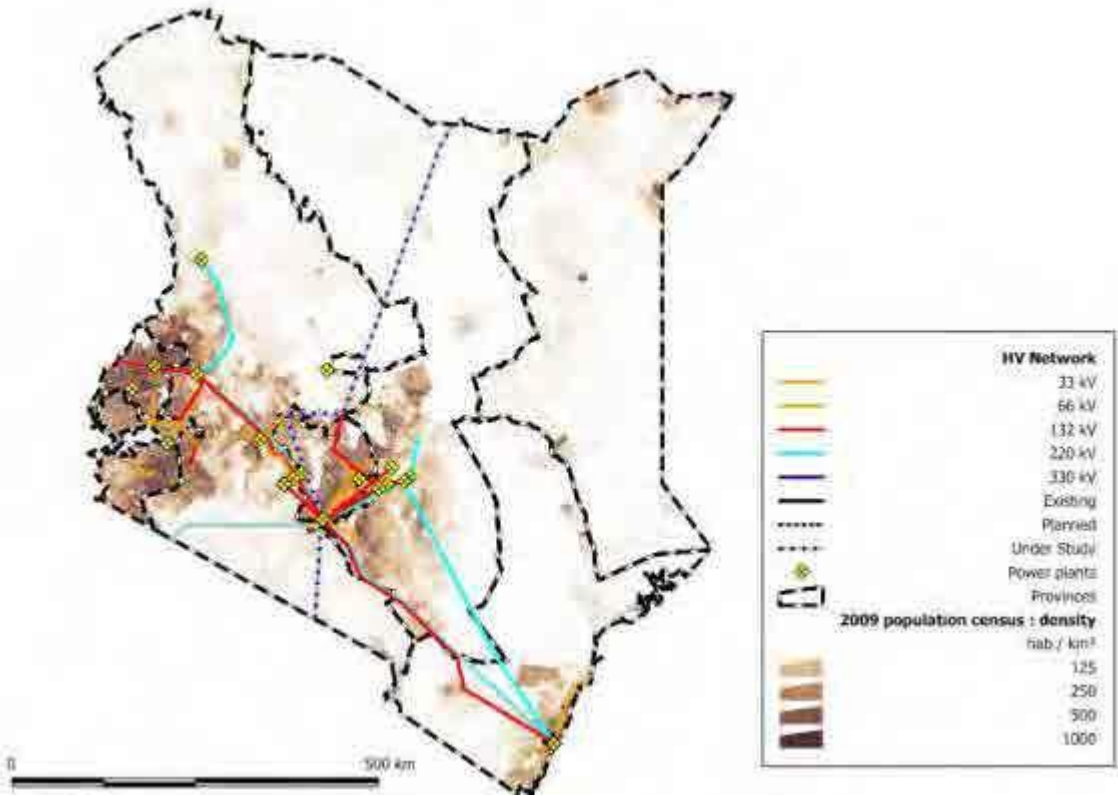 HV Network
33 kV
66 kV
132 kV
220 kV
330 kV
Existing
Planned
Under Study
Power plants
Provinces
2009 population census : density
hab / km²
125
250
500
1000
0 500 km